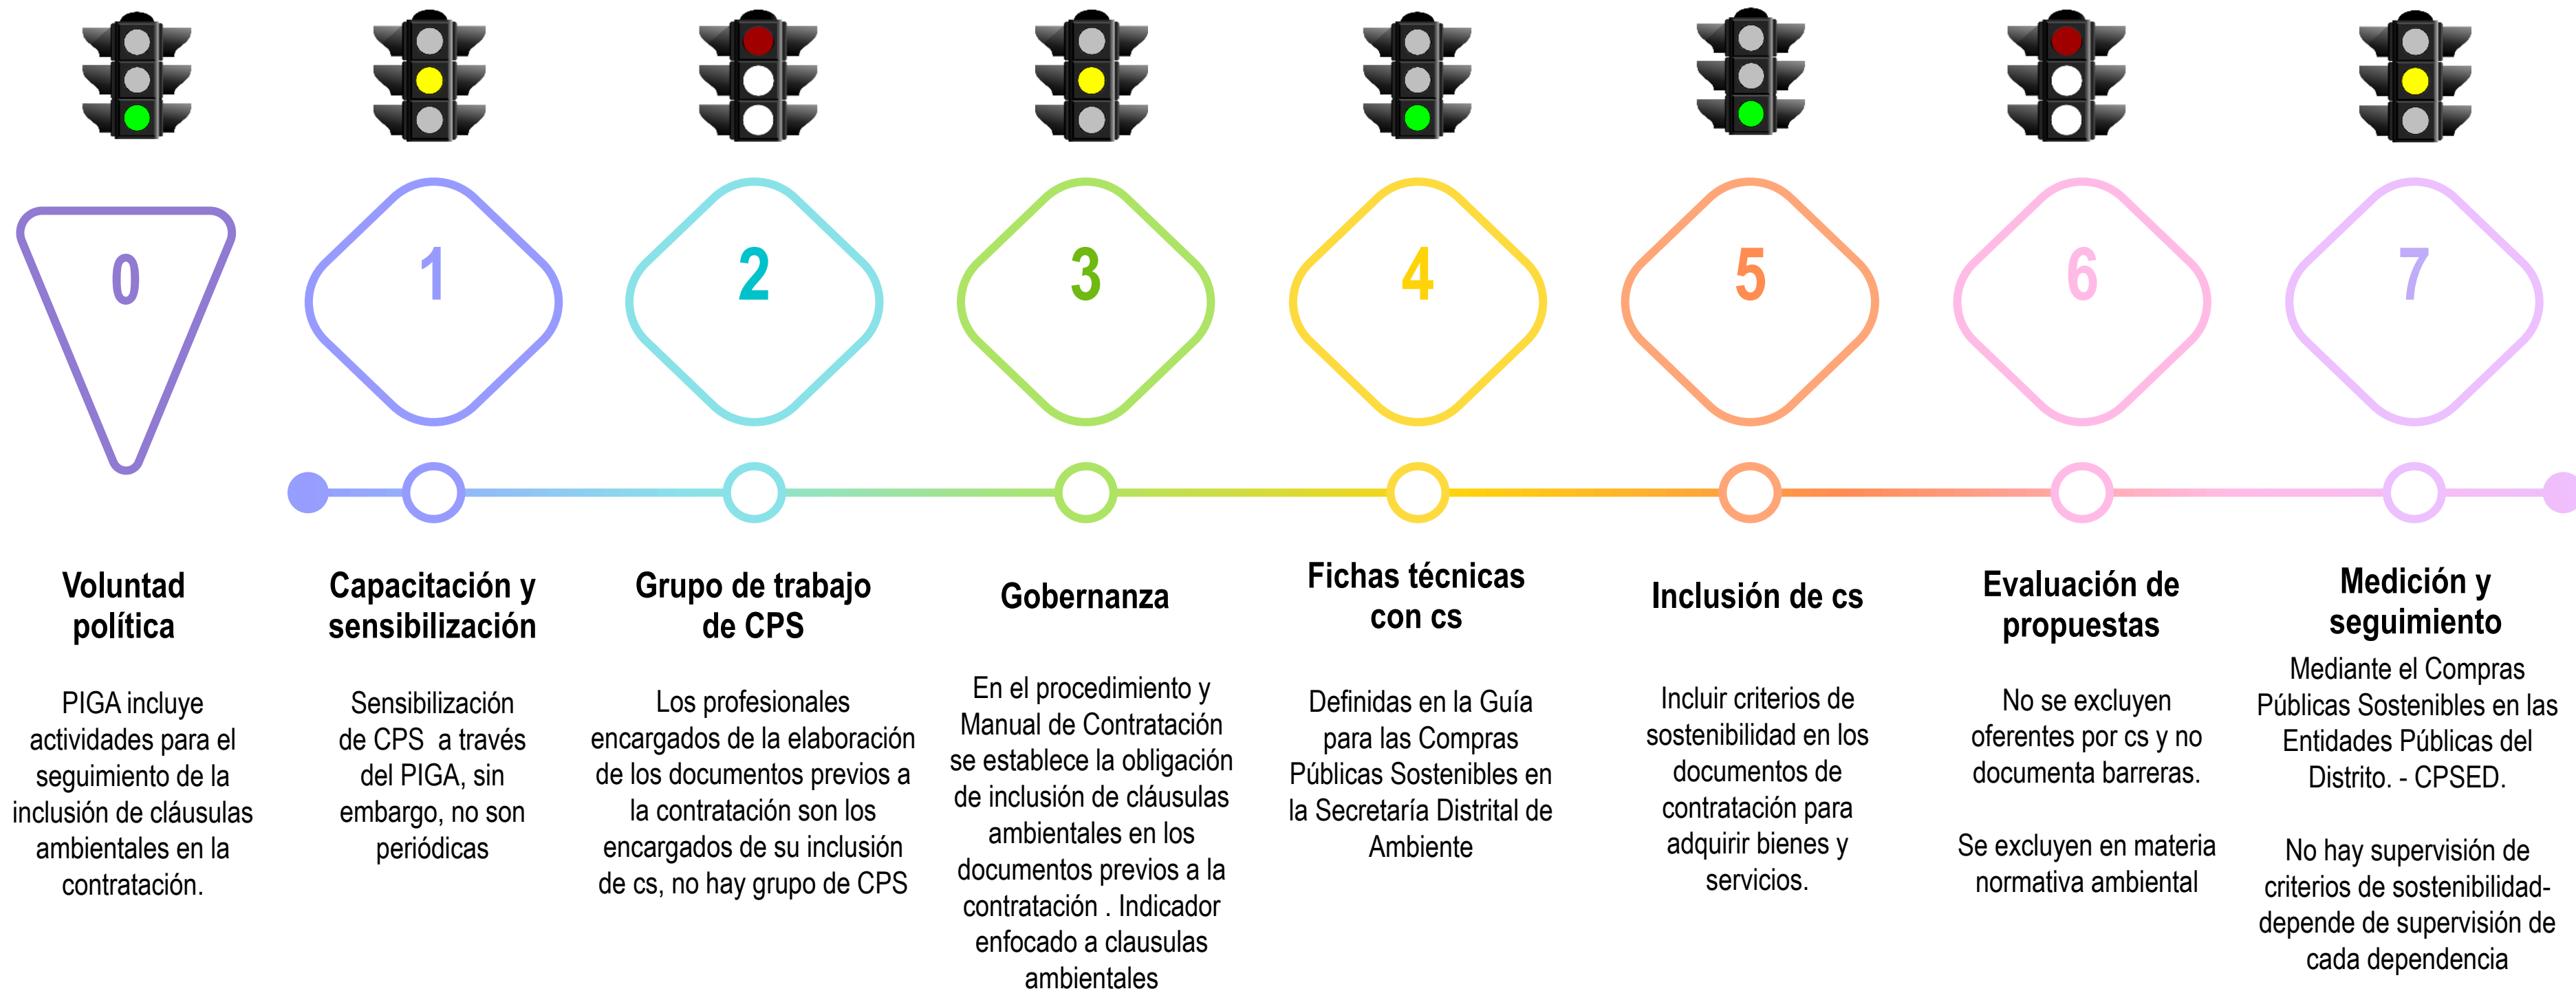 0
Voluntad
política
PIGA incluye
actividades para el
seguimiento de la
inclusión de cláusulas
ambientales en la
contratación.
1
Capacitación y
sensibilización
Sensibilización
de CPS a través
del PIGA, sin
embargo, no son
periódicas
2
Grupo de trabajo
de CPS
Los profesionales
encargados de la elaboración
de los documentos previos a
la contratación son los
encargados de su inclusión
de cs, no hay grupo de CPS
3
Gobernanza
En el procedimiento y
Manual de Contratación
se establece la obligación
de inclusión de cláusulas
ambientales en los
documentos previos a la
contratación . Indicador
enfocado a clausulas
ambientales
4
Fichas técnicas
con cs
Definidas en la Guía
para las Compras
Públicas Sostenibles en
la Secretaría Distrital de
Ambiente
5
Inclusión de cs
Incluir criterios de
sostenibilidad en los
documentos de
contratación para
adquirir bienes y
servicios.
6
Evaluación de
propuestas
No se excluyen
oferentes por cs y no
documenta barreras.
Se excluyen en materia
normativa ambiental
7
Medición y
seguimiento
Mediante el Compras
Públicas Sostenibles en las
Entidades Públicas del
Distrito. - CPSED.
No hay supervisión de
criterios de sostenibilidad-
depende de supervisión de
cada dependencia